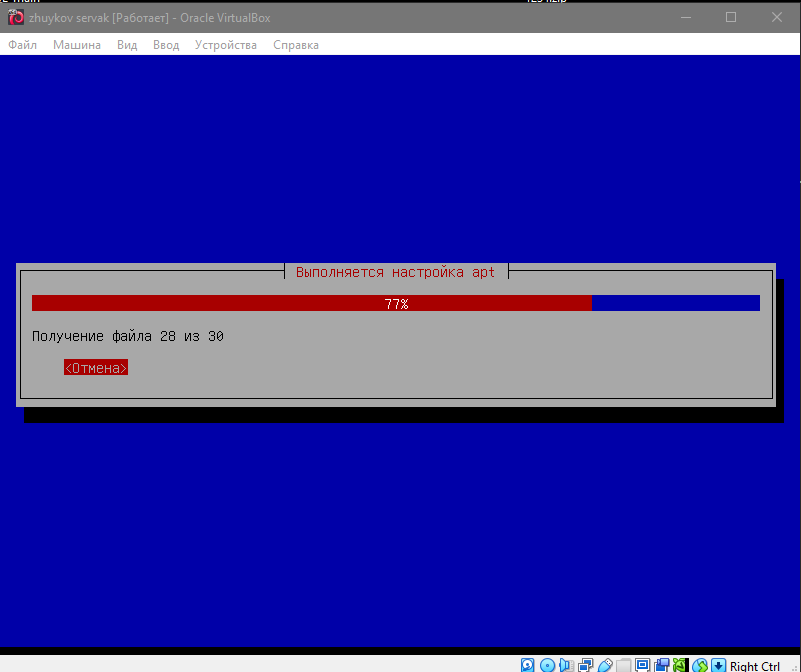 zhuykov servak [Работает] - Oracle VirtualBox
Файл Машина Вид Ввод Устройства Справка
Выполняется настройка apt
77%
Получение файла 28 из 30
<Отмена>
Right Ctrl